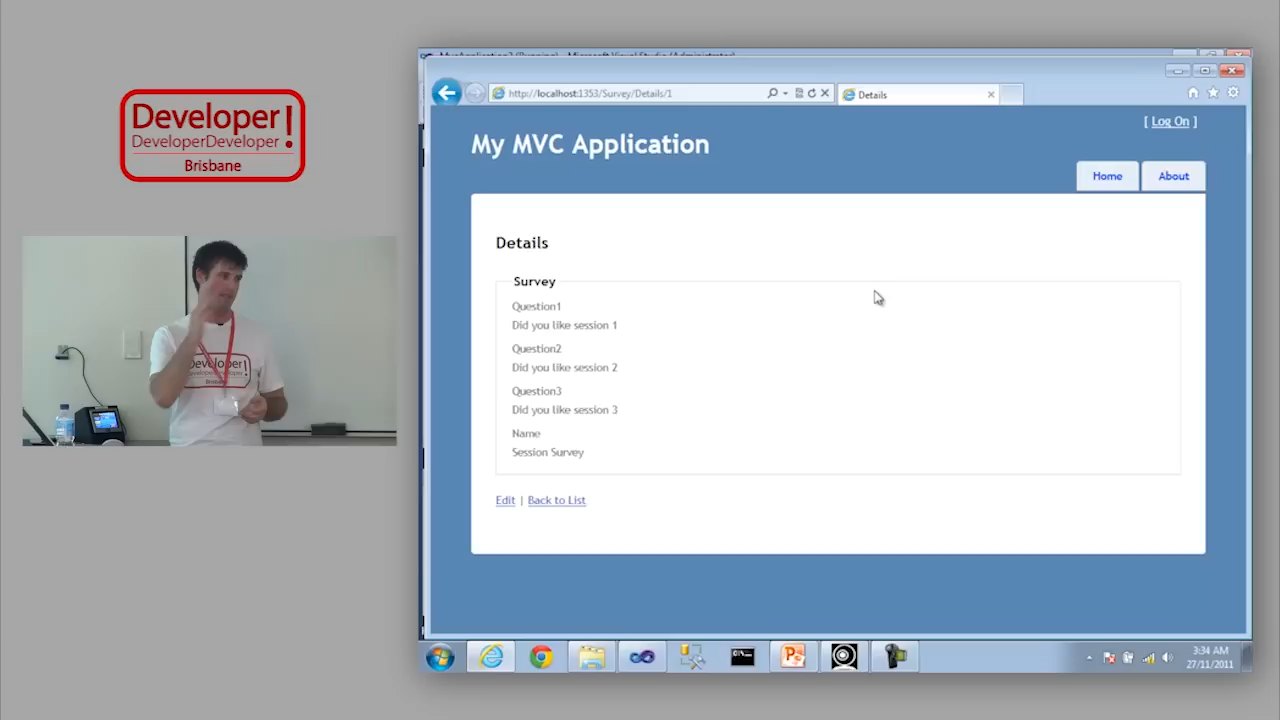 Developer!
DeveloperDeveloper
Brisbane
http://localhost:1353/Survey/Details/1
Details
[ Log On ]
My MVC Application
Home
About
Details
Survey
Question1
Did you like session 1
Question2
Did you like session 2
Question3
Did you like session 3
Name
Session Survey
Edit | Back to List
Developer!
Brisbane
3:34 AM
27/11/2011